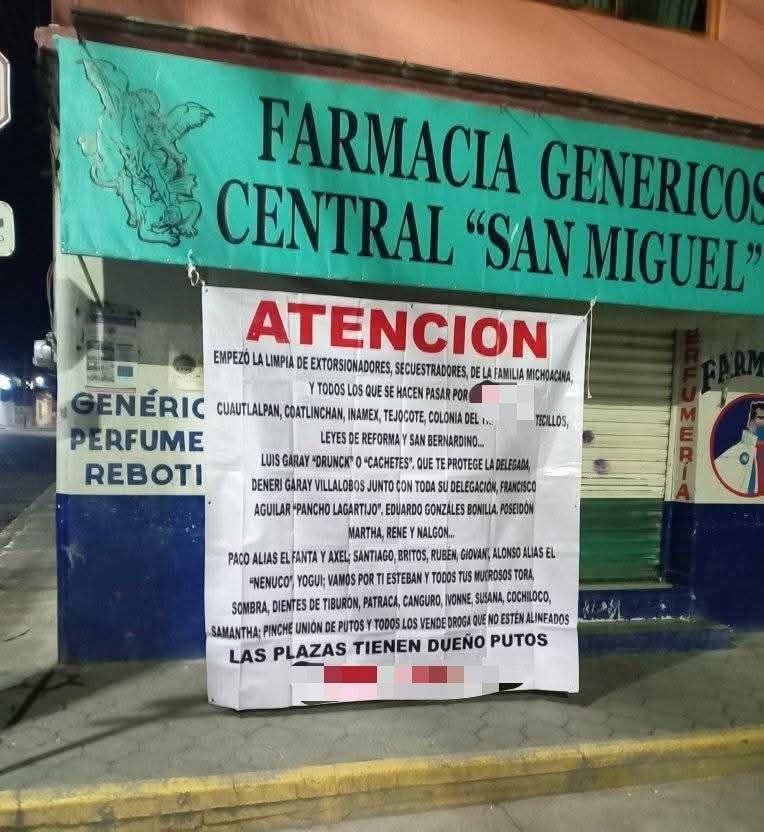 FARMACIA GENERICOS
CENTRAL "SAN MIGUEL"
ATENCION
EMPEZÓ LA LIMPIA DE EXTORSIONADORES, SECUESTRADORES, DE LA FAMILIA MICHOACANA,
Y TODOS LOS QUE SE HACEN PASAR POR
CUAUTLALPAN, COATLINCHAN, INAMEX, TEJOCOTE, COLONIA DEL TECILLOS,
LEYES DE REFORMA Y SAN BERNARDINO...
LUIS GARAY "DRUNCK" O "CACHETES". QUE TE PROTEGE LA DELEGADA,
DENERI GARAY VILLALOBOS JUNTO CON TODA SU DELEGACIÓN, FRANCISCO
AGUILAR "PANCHO LAGARTIJO", EDUARDO GONZÁLES BONILLA, POSEIDÓN
MARTHA, RENE Y NALGON...
PACO ALIAS EL FANTA Y AXEL; SANTIAGO, BRITOS, RUBÉN, GIOVANI, ALONSO ALIAS EL
"NENUCO", YOGUI; VAMOS POR TI ESTEBAN Y TODOS TUS MUGROSOS TORA,
SOMBRA, DIENTES DE TIBURON, PATRACA, CANGURO, IVONNE, SUSANA, COCHILOCO,
SAMANTHA; PINCHE UNIÓN DE PUTOS Y TODOS LOS VENDE DROGA QUE NO ESTÉN ALINEADOS
LAS PLAZAS TIENEN DUEÑO PUTOS
GENÉRIC
PERFUME
REBOTI
ERFUMERÍA
FARM